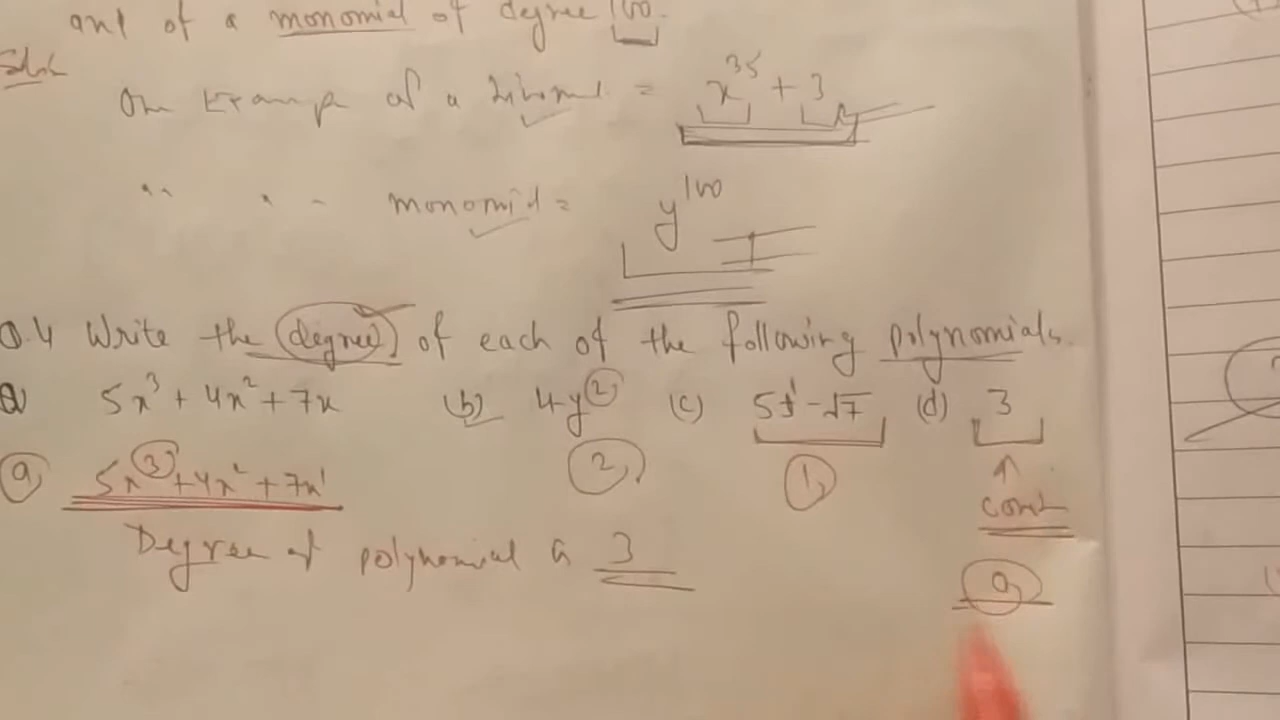 and of a monomial of degree 100.
Sol:
One Example of a binomial = x³⁵ + 3
" " " monomial = y¹⁰⁰
Q.4 Write the degree of each of the following polynomials.
a) 5x³ + 4x² + 7x (b) 4y² (c) 5t¹ - √7 (d) 3
(a) 5x³ + 4x² + 7x¹ 2 1 const
Degree of polynomial is 3 0